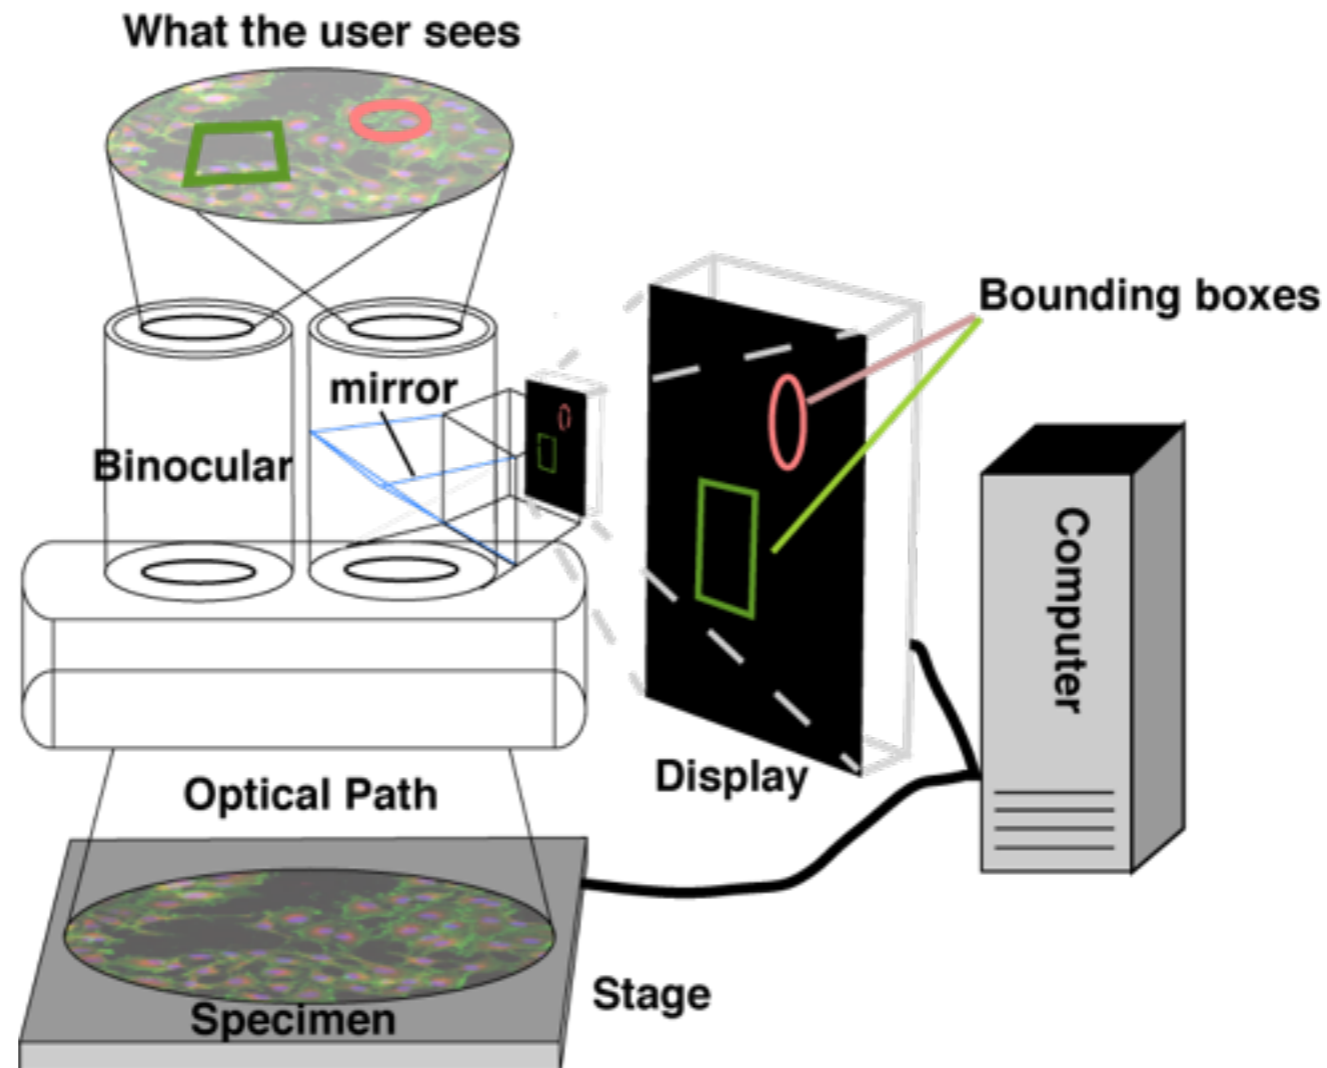 What the user sees
Bounding boxes
mirror
Binocular
Computer
Display
Optical Path
Stage
Specimen